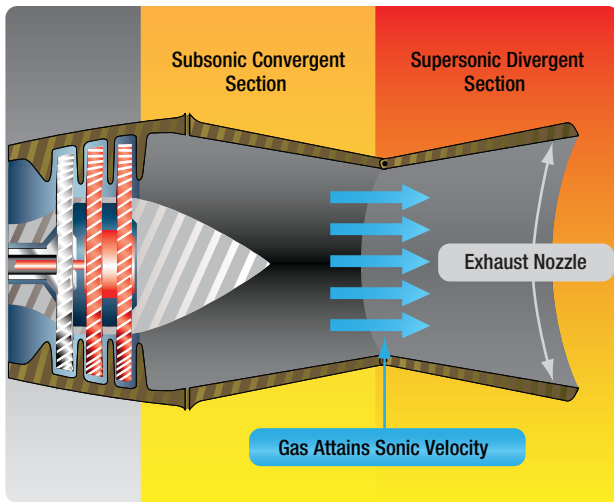 Subsonic Convergent
Section
Supersonic Divergent
Section
Exhaust Nozzle
Gas Attains Sonic Velocity